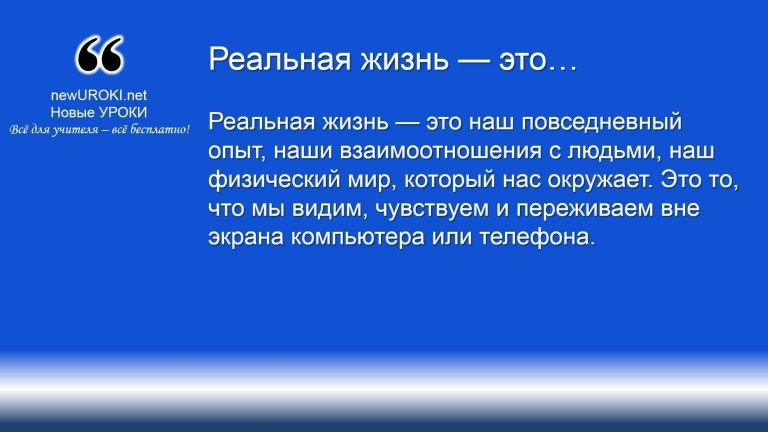 ❝
newUROKI.net
Новые УРОКИ
Всё для учителя – всё бесплатно!
Реальная жизнь — это…
Реальная жизнь — это наш повседневный
опыт, наши взаимоотношения с людьми, наш
физический мир, который нас окружает. Это то,
что мы видим, чувствуем и переживаем вне
экрана компьютера или телефона.